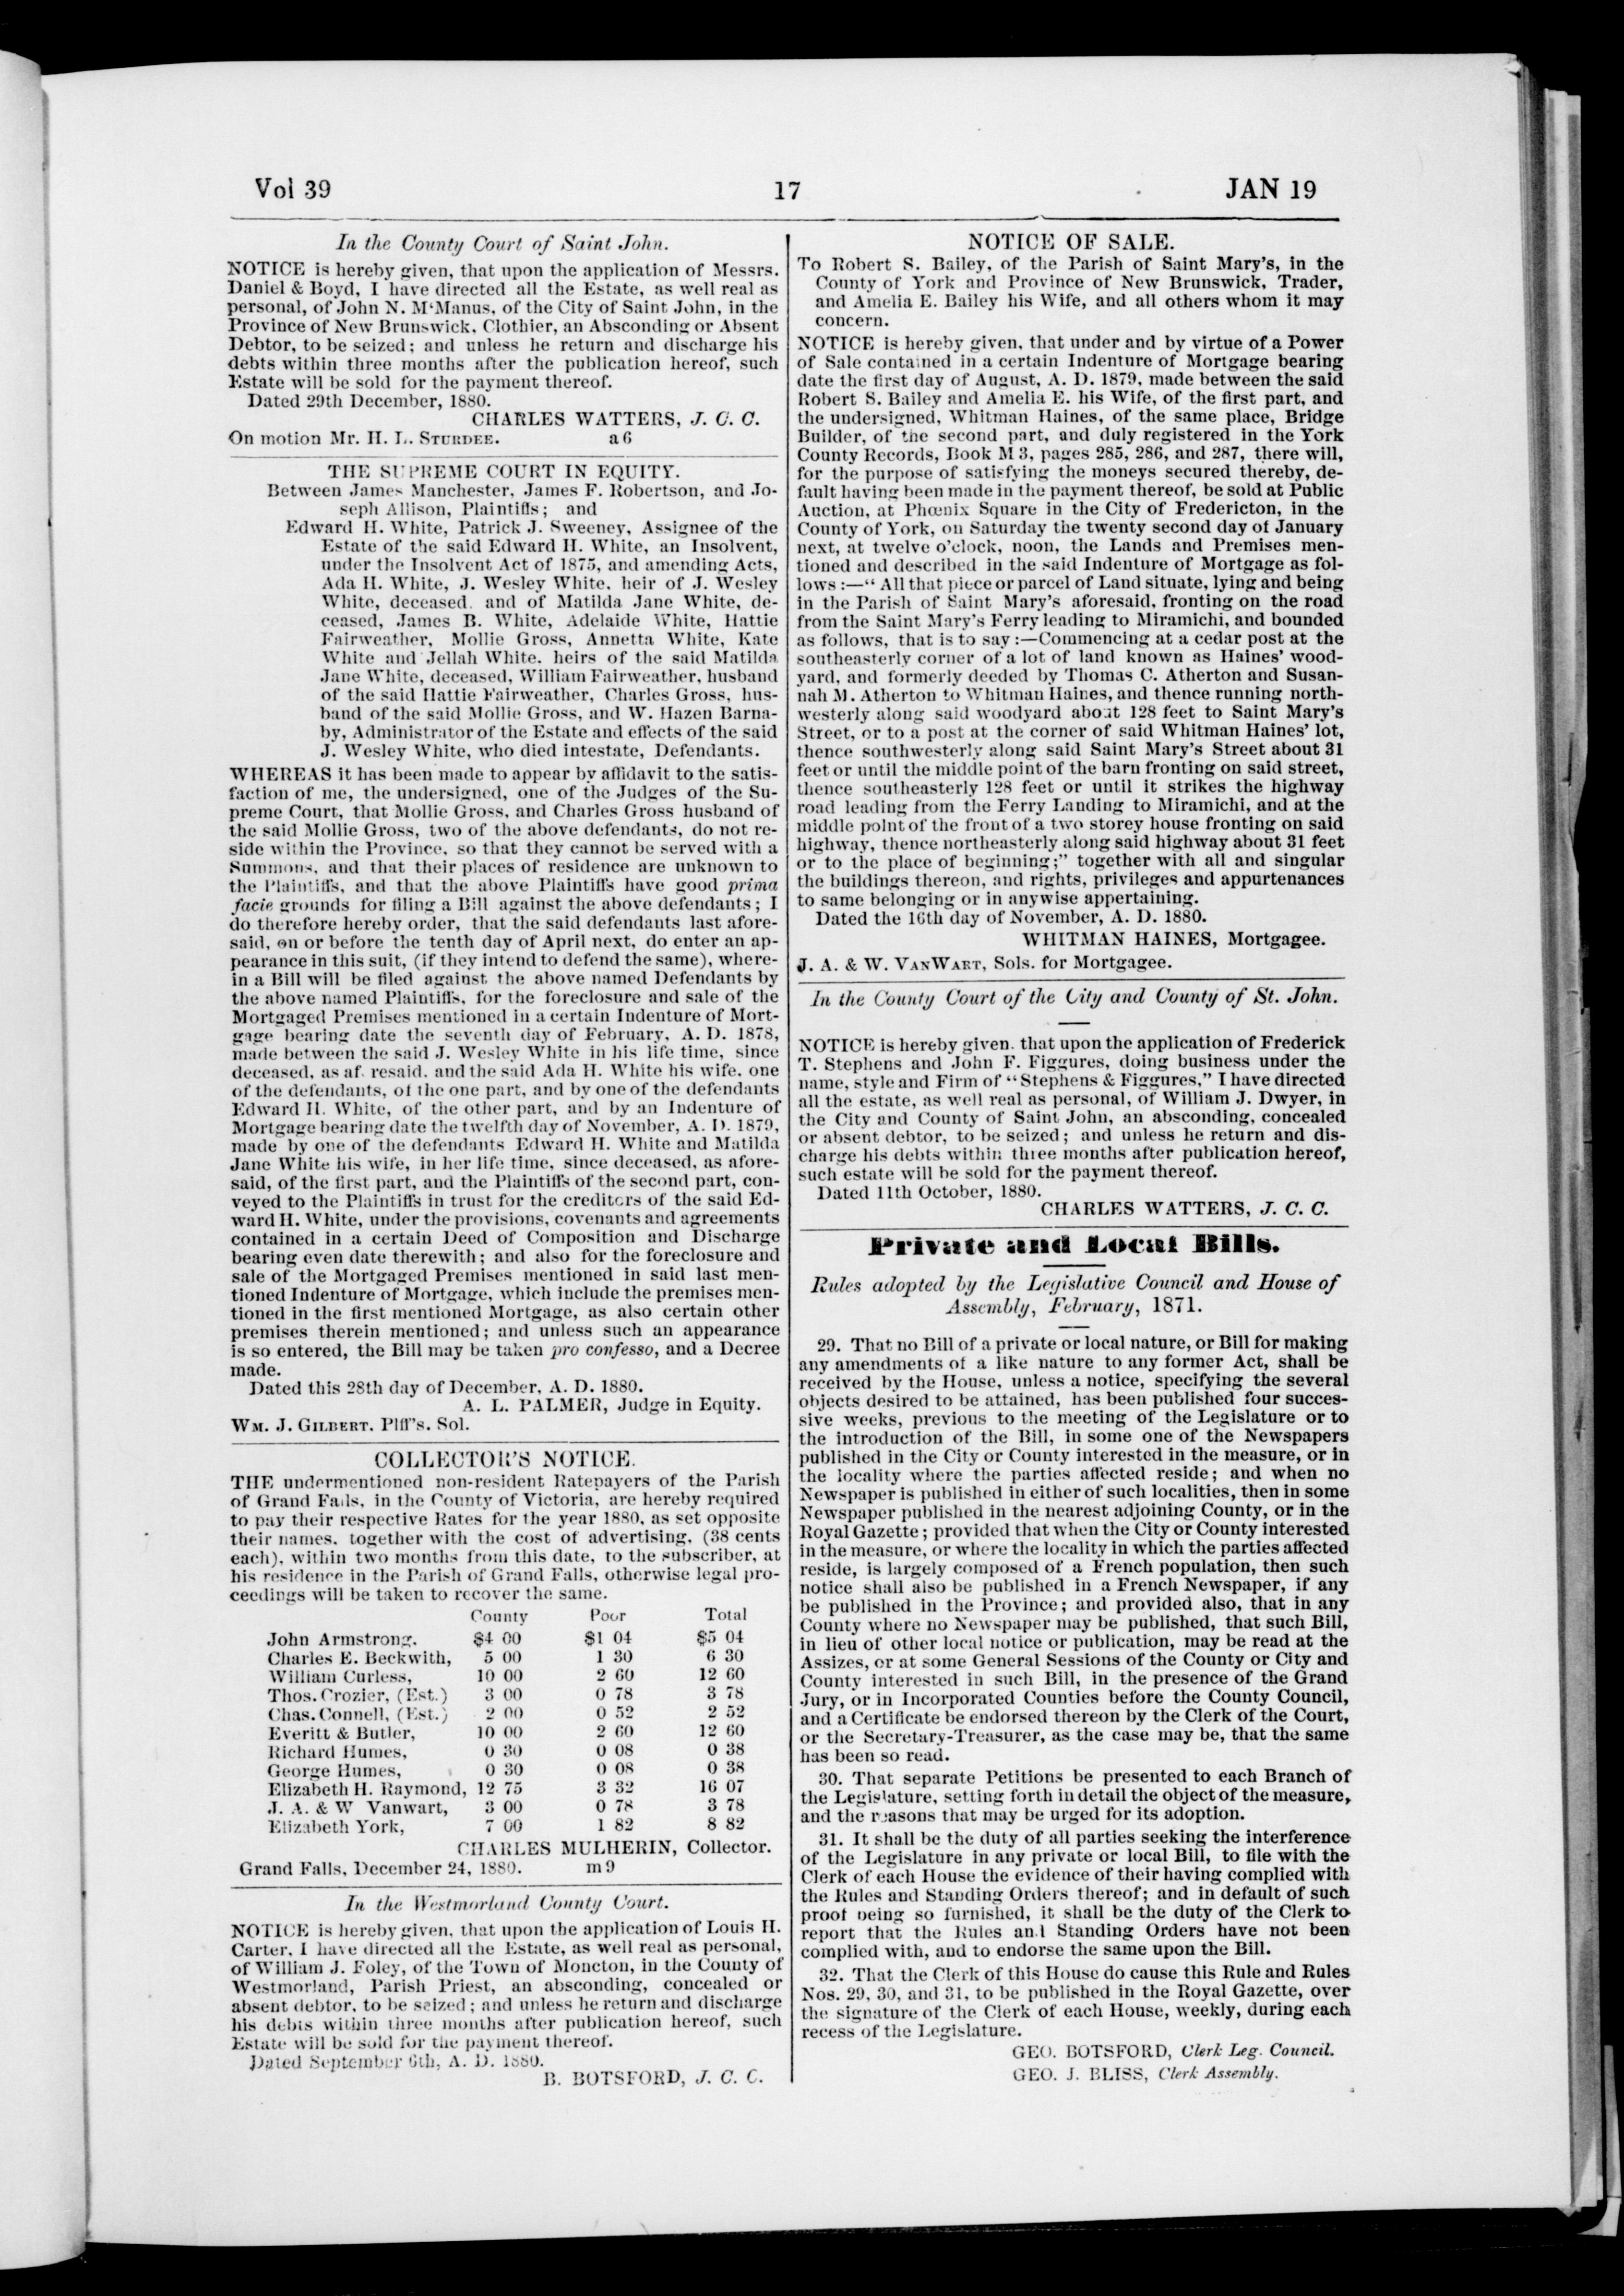 Vol 39
17
JAN 19
In the County Court of Saint John.
NOTICE is hereby given, that upon the application of Messrs.
Daniel & Boyd, I have directed all the Estate, as well real as
personal, of John N. M'Manus, of the City of Saint John, in the
Province of New Brunswick, Clothier, an Absconding or Absent
Debtor, to be seized; and unless he return and discharge his
debts within three months after the publication hereof, such
Estate will be sold for the payment thereof.
Dated 29th December, 1880.
CHARLES WATTERS, J. C. C.
On motion Mr. H. L. STURDEE. a6
THE SUPREME COURT IN EQUITY.
Between James Manchester, James F. Robertson, and Jo-
seph Allison, Plaintiffs; and
Edward H. White, Patrick J. Sweeney, Assignee of the
Estate of the said Edward H. White, an Insolvent,
under the Insolvent Act of 1875, and amending Acts,
Ada H. White, J. Wesley White, heir of J. Wesley
White, deceased, and of Matilda Jane White, de-
ceased, James B. White, Adelaide White, Hattie
Fairweather, Mollie Gross, Annetta White, Kate
White and Jellah White, heirs of the said Matilda
Jane White, deceased, William Fairweather, husband
of the said Hattie Fairweather, Charles Gross, hus-
band of the said Mollie Gross, and W. Hazen Barna-
by, Administrator of the Estate and effects of the said
J. Wesley White, who died intestate, Defendants.
WHEREAS it has been made to appear by affidavit to the satis-
faction of me, the undersigned, one of the Judges of the Su-
preme Court, that Mollie Gross, and Charles Gross husband of
the said Mollie Gross, two of the above defendants, do not re-
side within the Province, so that they cannot be served with a
Summons, and that their places of residence are unknown to
the Plaintiffs, and that the above Plaintiffs have good prima
facie grounds for filing a Bill against the above defendants; I
do therefore hereby order, that the said defendants last afore-
said, on or before the tenth day of April next, do enter an ap-
pearance in this suit, (if they intend to defend the same), where-
in a Bill will be filed against the above named Defendants by
the above named Plaintiffs, for the foreclosure and sale of the
Mortgaged Premises mentioned in a certain Indenture of Mort-
gage bearing date the seventh day of February, A. D. 1878,
made between the said J. Wesley White in his life time, since
deceased, as af resaid, and the said Ada H. White his wife, one
of the defendants, of the one part, and by one of the defendants
Edward H. White, of the other part, and by an Indenture of
Mortgage bearing date the twelfth day of November, A. D. 1879,
made by one of the defendants Edward H. White and Matilda
Jane White his wife, in her life time, since deceased, as afore-
said, of the first part, and the Plaintiffs of the second part, con-
veyed to the Plaintiffs in trust for the creditors of the said Ed-
ward H. White, under the provisions, covenants and agreements
contained in a certain Deed of Composition and Discharge
bearing even date therewith; and also for the foreclosure and
sale of the Mortgaged Premises mentioned in said last men-
tioned Indenture of Mortgage, which include the premises men-
tioned in the first mentioned Mortgage, as also certain other
premises therein mentioned; and unless such an appearance
is so entered, the Bill may be taken pro confesso, and a Decree
made.
Dated this 28th day of December, A. D. 1880.
A. L. PALMER, Judge in Equity.
WM. J. GILBERT, Plff's. Sol.
COLLECTOR'S NOTICE.
THE undermentioned non-resident Ratepayers of the Parish
of Grand Falls, in the County of Victoria, are hereby required
to pay their respective Rates for the year 1880, as set opposite
their names, together with the cost of advertising, (38 cents
each), within two months from this date, to the subscriber, at
his residence in the Parish of Grand Falls, otherwise legal pro-
ceedings will be taken to recover the same.
County Poor Total
John Armstrong, $4 00 $1 04 $5 04
Charles E. Beckwith, 5 00 1 30 6 30
William Curless, 10 00 2 60 12 60
Thos. Crozier, (Est.) 3 00 0 78 3 78
Chas. Connell, (Est.) 2 00 0 52 2 52
Everitt & Butler, 10 00 2 60 12 60
Richard Humes, 0 30 0 08 0 38
George Humes, 0 30 0 08 0 38
Elizabeth H. Raymond, 12 75 3 32 16 07
J. A. & W Vanwart, 3 00 0 78 3 78
Elizabeth York, 7 00 1 82 8 82
CHARLES MULHERIN, Collector.
Grand Falls, December 24, 1880. m9
In the Westmorland County Court.
NOTICE is hereby given, that upon the application of Louis H.
Carter, I have directed all the Estate, as well real as personal,
of William J. Foley, of the Town of Moncton, in the County of
Westmorland, Parish Priest, an absconding, concealed or
absent debtor, to be seized; and unless he return and discharge
his debts within three months after publication hereof, such
Estate will be sold for the payment thereof.
Dated September 6th, A. D. 1880.
B. BOTSFORD, J. C. C.
NOTICE OF SALE.
To Robert S. Bailey, of the Parish of Saint Mary's, in the
County of York and Province of New Brunswick, Trader,
and Amelia E. Bailey his Wife, and all others whom it may
concern.
NOTICE is hereby given, that under and by virtue of a Power
of Sale contained in a certain Indenture of Mortgage bearing
date the first day of August, A. D. 1879, made between the said
Robert S. Bailey and Amelia E. his Wife, of the first part, and
the undersigned, Whitman Haines, of the same place, Bridge
Builder, of the second part, and duly registered in the York
County Records, Book M 3, pages 285, 286, and 287, there will,
for the purpose of satisfying the moneys secured thereby, de-
fault having been made in the payment thereof, be sold at Public
Auction, at Phœnix Square in the City of Fredericton, in the
County of York, on Saturday the twenty second day of January
next, at twelve o'clock, noon, the Lands and Premises men-
tioned and described in the said Indenture of Mortgage as fol-
lows :—“ All that piece or parcel of Land situate, lying and being
in the Parish of Saint Mary's aforesaid, fronting on the road
from the Saint Mary's Ferry leading to Miramichi, and bounded
as follows, that is to say :—Commencing at a cedar post at the
southeasterly corner of a lot of land known as Haines' wood-
yard, and formerly deeded by Thomas C. Atherton and Susan-
nah M. Atherton to Whitman Haines, and thence running north-
westerly along said woodyard about 128 feet to Saint Mary's
Street, or to a post at the corner of said Whitman Haines' lot,
thence southwesterly along said Saint Mary's Street about 31
feet or until the middle point of the barn fronting on said street,
thence southeasterly 128 feet or until it strikes the highway
road leading from the Ferry Landing to Miramichi, and at the
middle point of the front of a two storey house fronting on said
highway, thence northeasterly along said highway about 31 feet
or to the place of beginning;” together with all and singular
the buildings thereon, and rights, privileges and appurtenances
to same belonging or in anywise appertaining.
Dated the 16th day of November, A. D. 1880.
WHITMAN HAINES, Mortgagee.
J. A. & W. VANWART, Sols. for Mortgagee.
In the County Court of the City and County of St. John.
NOTICE is hereby given, that upon the application of Frederick
T. Stephens and John F. Figgures, doing business under the
name, style and Firm of “Stephens & Figgures,” I have directed
all the estate, as well real as personal, of William J. Dwyer, in
the City and County of Saint John, an absconding, concealed
or absent debtor, to be seized; and unless he return and dis-
charge his debts within three months after publication hereof,
such estate will be sold for the payment thereof.
Dated 11th October, 1880.
CHARLES WATTERS, J. C. C.
Private and Local Bills.
Rules adopted by the Legislative Council and House of
Assembly, February, 1871.
29. That no Bill of a private or local nature, or Bill for making
any amendments of a like nature to any former Act, shall be
received by the House, unless a notice, specifying the several
objects desired to be attained, has been published four succes-
sive weeks, previous to the meeting of the Legislature or to
the introduction of the Bill, in some one of the Newspapers
published in the City or County interested in the measure, or in
the locality where the parties affected reside; and when no
Newspaper is published in either of such localities, then in some
Newspaper published in the nearest adjoining County, or in the
Royal Gazette; provided that when the City or County interested
in the measure, or where the locality in which the parties affected
reside, is largely composed of a French population, then such
notice shall also be published in a French Newspaper, if any
be published in the Province; and provided also, that in any
County where no Newspaper may be published, that such Bill,
in lieu of other local notice or publication, may be read at the
Assizes, or at some General Sessions of the County or City and
County interested in such Bill, in the presence of the Grand
Jury, or in Incorporated Counties before the County Council,
and a Certificate be endorsed thereon by the Clerk of the Court,
or the Secretary-Treasurer, as the case may be, that the same
has been so read.
30. That separate Petitions be presented to each Branch of
the Legislature, setting forth in detail the object of the measure,
and the reasons that may be urged for its adoption.
31. It shall be the duty of all parties seeking the interference
of the Legislature in any private or local Bill, to file with the
Clerk of each House the evidence of their having complied with
the Rules and Standing Orders thereof; and in default of such
proof being so furnished, it shall be the duty of the Clerk to
report that the Rules and Standing Orders have not been
complied with, and to endorse the same upon the Bill.
32. That the Clerk of this House do cause this Rule and Rules
Nos. 29, 30, and 31, to be published in the Royal Gazette, over
the signature of the Clerk of each House, weekly, during each
recess of the Legislature.
GEO. BOTSFORD, Clerk Leg. Council.
GEO. J. BLISS, Clerk Assembly.